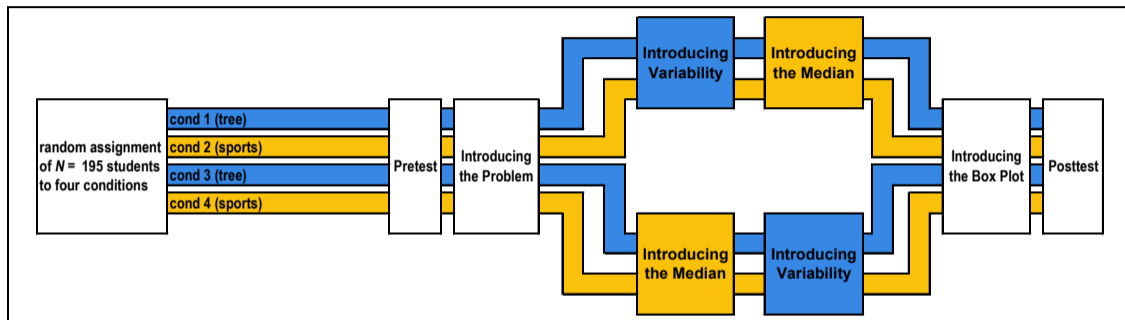 random assignment
of N = 195 students
to four conditions
cond 1 (tree)
cond 2 (sports)
cond 3 (tree)
cond 4 (sports)
Pretest
Introducing
the Problem
Introducing
Variability
Introducing
the Median
Introducing
the Median
Introducing
Variability
Introducing
the Box Plot
Posttest